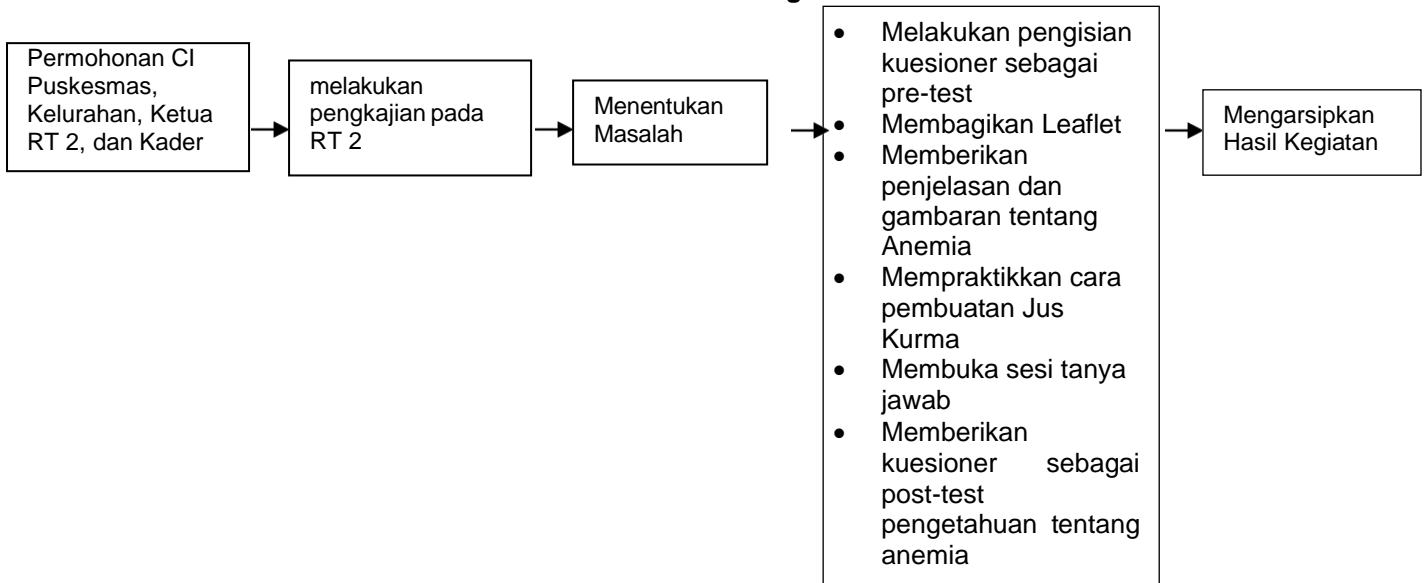 Permohonan CI
Puskesmas,
Kelurahan, Ketua
RT 2, dan Kader
melakukan
pengkajian pada
RT 2
Menentukan
Masalah
• Melakukan pengisian
kuesioner sebagai
pre-test
• Membagikan Leaflet
• Memberikan
penjelasan dan
gambaran tentang
Anemia
• Mempraktikkan cara
pembuatan Jus
Kurma
• Membuka sesi tanya
jawab
• Memberikan
kuesioner sebagai
post-test
pengetahuan tentang
anemia
Mengarsipkan
Hasil Kegiatan